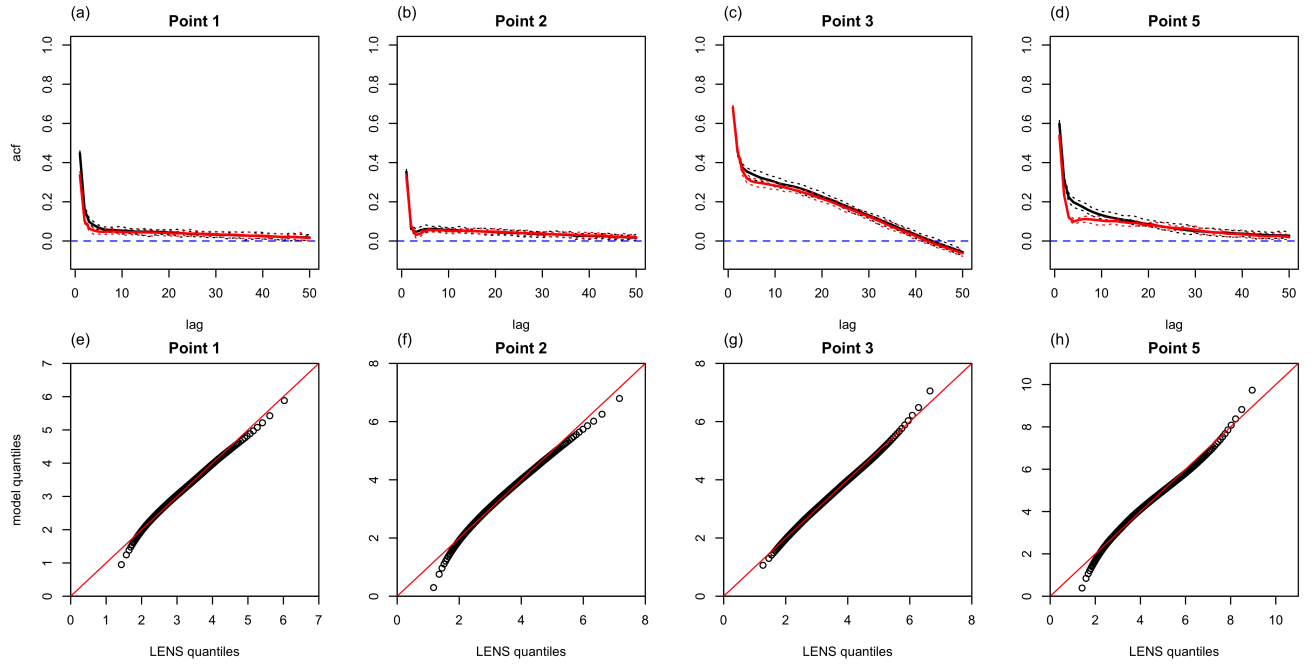 (a) (b) (c) (d)
Point 1 Point 2 Point 3 Point 5
acf
1.0 1.0 1.0 1.0
0.8 0.8 0.8 0.8
0.6 0.6 0.6 0.6
0.4 0.4 0.4 0.4
0.2 0.2 0.2 0.2
0.0 0.0 0.0 0.0
0 10 20 30 40 50 0 10 20 30 40 50 0 10 20 30 40 50 0 10 20 30 40 50
lag lag lag lag
(e) (f) (g) (h)
Point 1 Point 2 Point 3 Point 5
model quantiles
7 6 5 4 3 2 1 0
8 6 4 2 0
8 6 4 2 0
10 8 6 4 2 0
0 1 2 3 4 5 6 7 0 2 4 6 8 0 2 4 6 8 0 2 4 6 8 10
LENS quantiles LENS quantiles LENS quantiles LENS quantiles